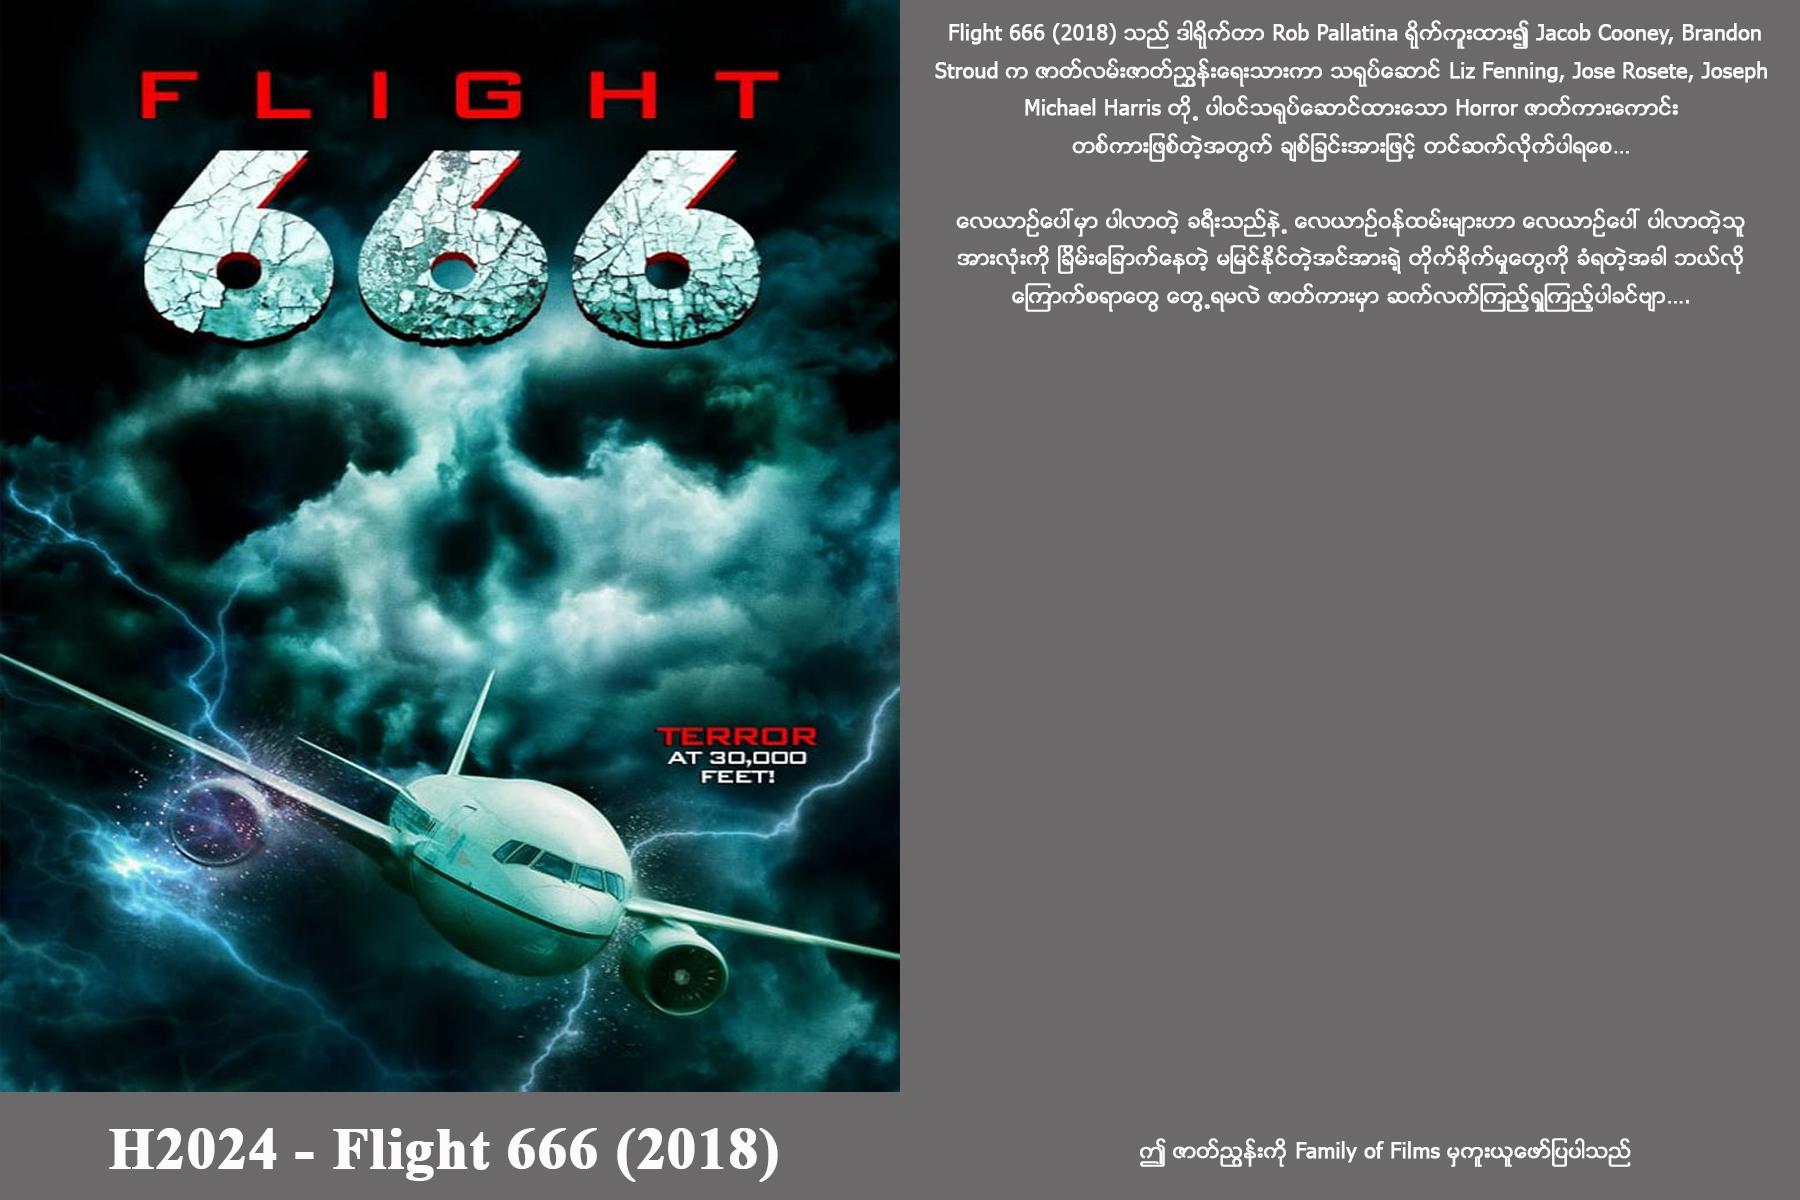 FLIGHT
666
TERROR
AT 30,000
FEET!
H2024 - Flight 666 (2018)
Flight 666 (2018) သည် ဒါရိုက်တာ Rob Pallatina ရိုက်ကူးထား၍ Jacob Cooney, Brandon
Stroud က ဇာတ်လမ်းဇာတ်ညွှန်းရေးသားကာ သရုပ်ဆောင် Liz Fenning, Jose Rosete, Joseph
Michael Harris တို့ ပါဝင်သရုပ်ဆောင်ထားသော Horror ဇာတ်ကားကောင်း
တစ်ကားဖြစ်တဲ့အတွက် ချစ်ခြင်းအားဖြင့် တင်ဆက်လိုက်ပါရစေ...
လေယာဉ်ပေါ်မှာ ပါလာတဲ့ ခရီးသည်နဲ့ လေယာဉ်ဝန်ထမ်းများဟာ လေယာဉ်ပေါ် ပါလာတဲ့သူ
အားလုံးကို ခြိမ်းခြောက်နေတဲ့ မမြင်နိုင်တဲ့အင်အားရဲ့ တိုက်ခိုက်မှုတွေကို ခံရတဲ့အခါ ဘယ်လို
ကြောက်စရာတွေ တွေ့ရမလဲ ဇာတ်ကားမှာ ဆက်လက်ကြည့်ရှုကြည့်ပါခင်ဗျာ....
ဤ ဇာတ်ညွှန်းကို Family of Films မှကူးယူဖော်ပြပါသည်